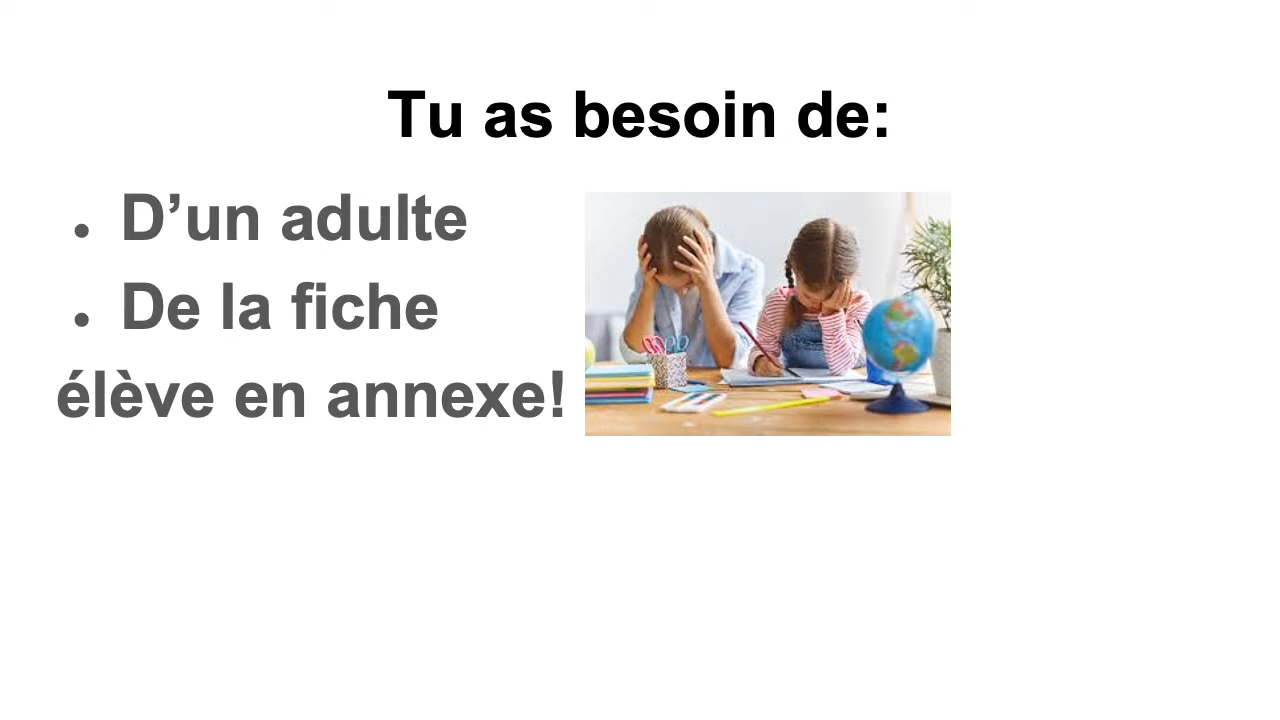 Tu as besoin de:
• D’un adulte
• De la fiche
élève en annexe!